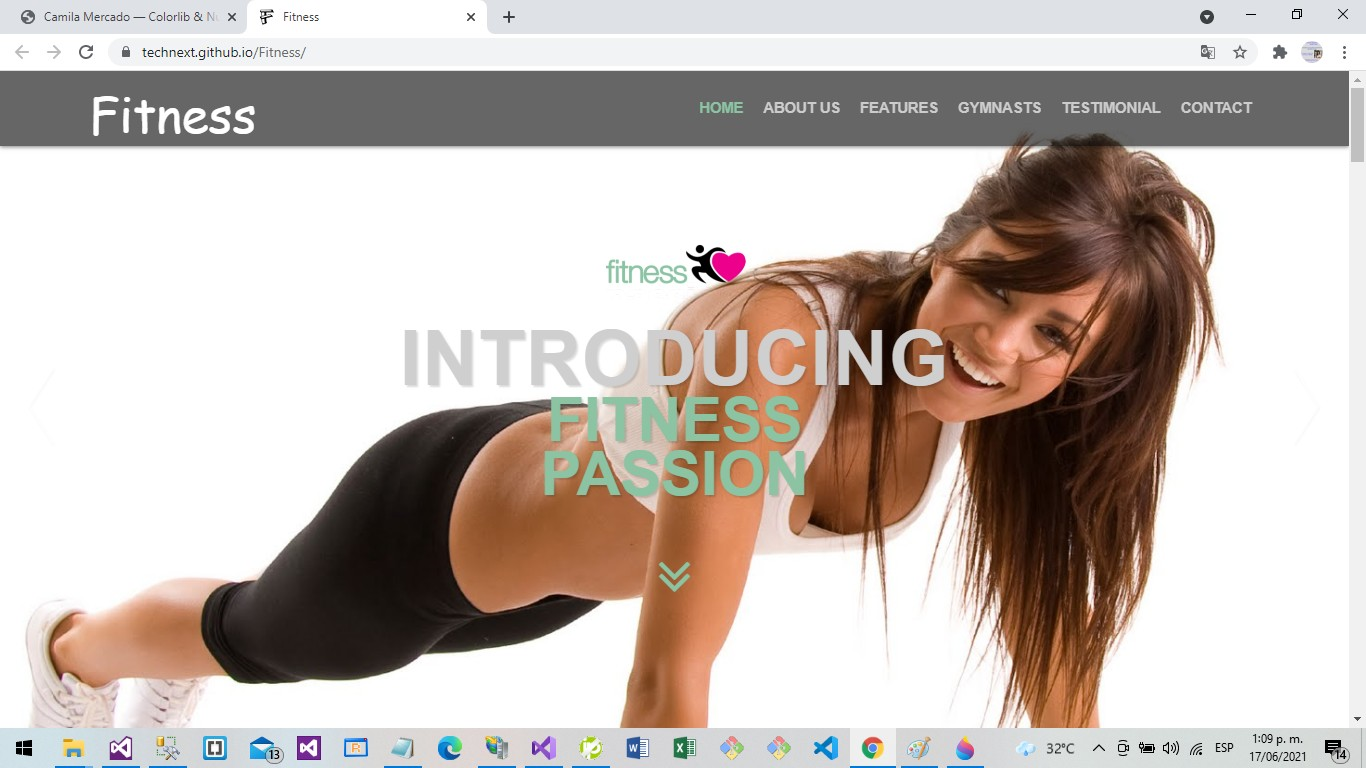 Camila Mercado — Colorlib & N
Fitness
technext.github.io/Fitness/
Fitness
HOME ABOUT US FEATURES GYMNASTS TESTIMONIAL CONTACT
fitness
INTRODUCING
FITNESS
PASSION
13
32°C
ESP
1:09 p. m.
17/06/2021
14